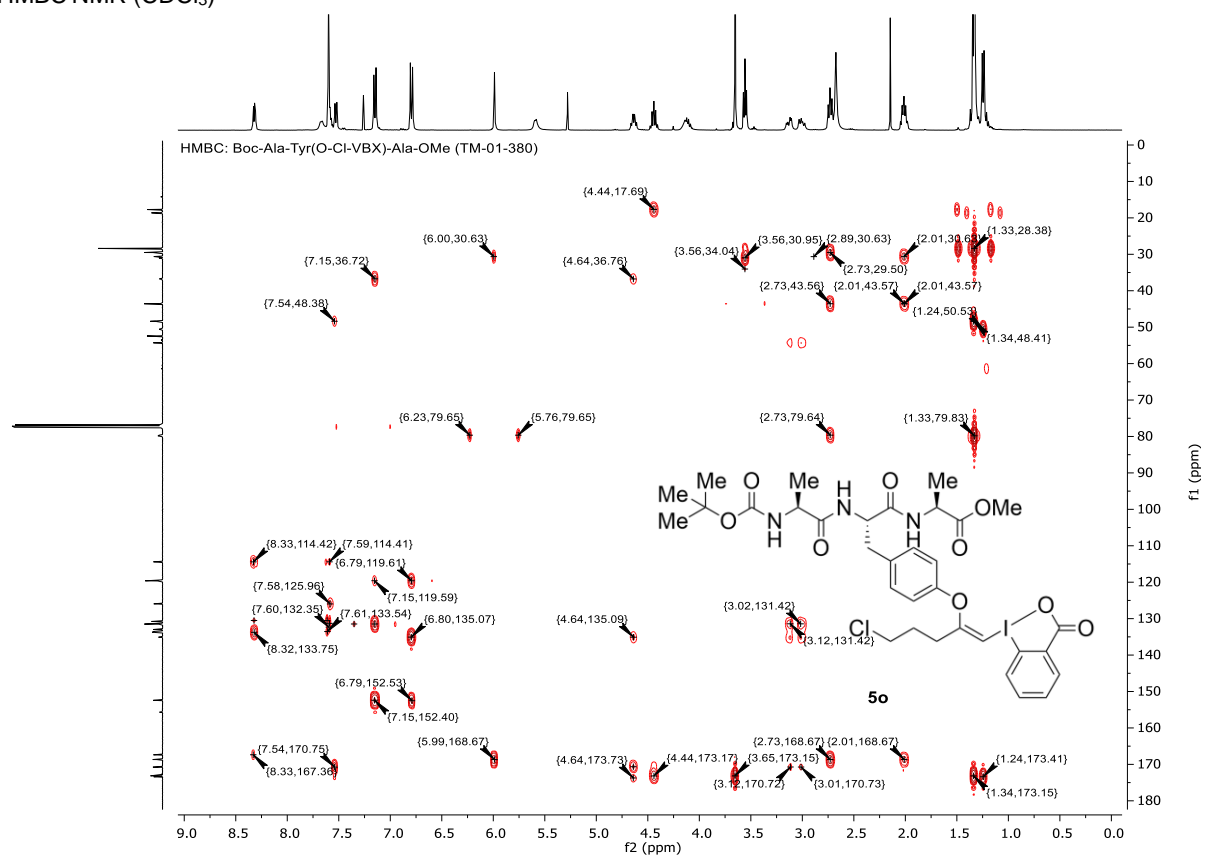 HMBC NMR (CDCl₃)
HMBC: Boc-Ala-Tyr(O-Cl-VBX)-Ala-OMe (TM-01-380)
{4.44,17.69}
{6.00,30.63}
{3.56,34.04}
{3.56,30.95}
{2.89,30.63}
{2.01,30.62}
{1.33,28.38}
{7.15,36.72}
{4.64,36.76}
{2.73,29.50}
{7.54,48.38}
{2.73,43.56}
{2.01,43.57}
{2.01,43.57}
{1.24,50.53}
{1.34,48.41}
{6.23,79.65}
{5.76,79.65}
{2.73,79.64}
{1.33,79.83}
{8.33,114.42}
{7.59,114.41}
{6.79,119.61}
{7.58,125.96}
{7.15,119.59}
{7.60,132.35}
{7.61,133.54}
{6.80,135.07}
{4.64,135.09}
{3.02,131.42}
{8.32,133.75}
{3.12,131.42}
{6.79,152.53}
{7.15,152.40}
{7.54,170.75}
{5.99,168.67}
{4.64,173.73}
{4.44,173.17}
{3.65,173.15}
{2.73,168.67}
{2.01,168.67}
{1.24,173.41}
{8.33,167.36}
{3.12,170.72}
{3.01,170.73}
{1.34,173.15}
Me
Me
Me
O
O
N
H
Me
O
H
N
O
N
H
Me
O
OMe
O
Cl
O
I
O
5o
0
10
20
30
40
50
60
70
80
90
100
110
120
130
140
150
160
170
180
f1 (ppm)
9.0 8.5 8.0 7.5 7.0 6.5 6.0 5.5 5.0 4.5 4.0 3.5 3.0 2.5 2.0 1.5 1.0 0.5 0.0
f2 (ppm)